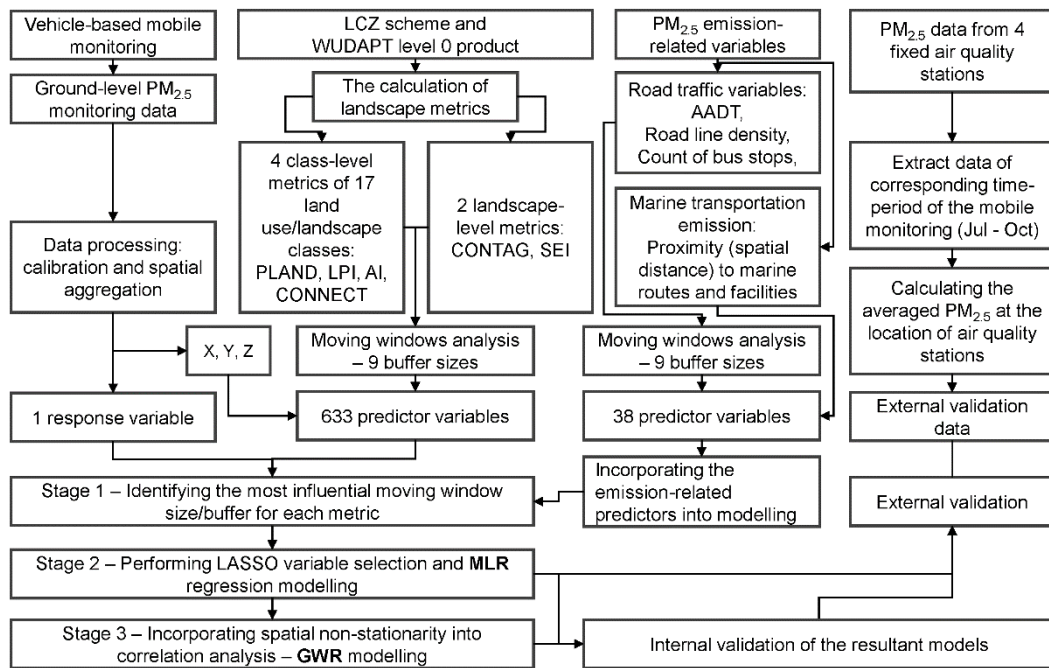 Vehicle-based mobile
monitoring
Ground-level PM2.5
monitoring data
Data processing:
calibration and spatial
aggregation
X, Y, Z
1 response variable
LCZ scheme and
WUDAPT level 0 product
The calculation of
landscape metrics
4 class-level
metrics of 17
land
use/landscape
classes:
PLAND, LPI, AI,
CONNECT
2 landscape-
level metrics:
CONTAG, SEI
Moving windows analysis
– 9 buffer sizes
633 predictor variables
PM2.5 emission-
related variables
Road traffic variables:
AADT,
Road line density,
Count of bus stops,
Marine transportation
emission:
Proximity (spatial
distance) to marine
routes and facilities
Moving windows analysis
– 9 buffer sizes
38 predictor variables
Incorporating the
emission-related
predictors into modelling
PM2.5 data from 4
fixed air quality
stations
Extract data of
corresponding time-
period of the mobile
monitoring (Jul - Oct)
Calculating the
averaged PM2.5 at the
location of air quality
stations
External validation
data
External validation
Stage 1 – Identifying the most influential moving window
size/buffer for each metric
Stage 2 – Performing LASSO variable selection and MLR
regression modelling
Stage 3 – Incorporating spatial non-stationarity into
correlation analysis – GWR modelling
Internal validation of the resultant models